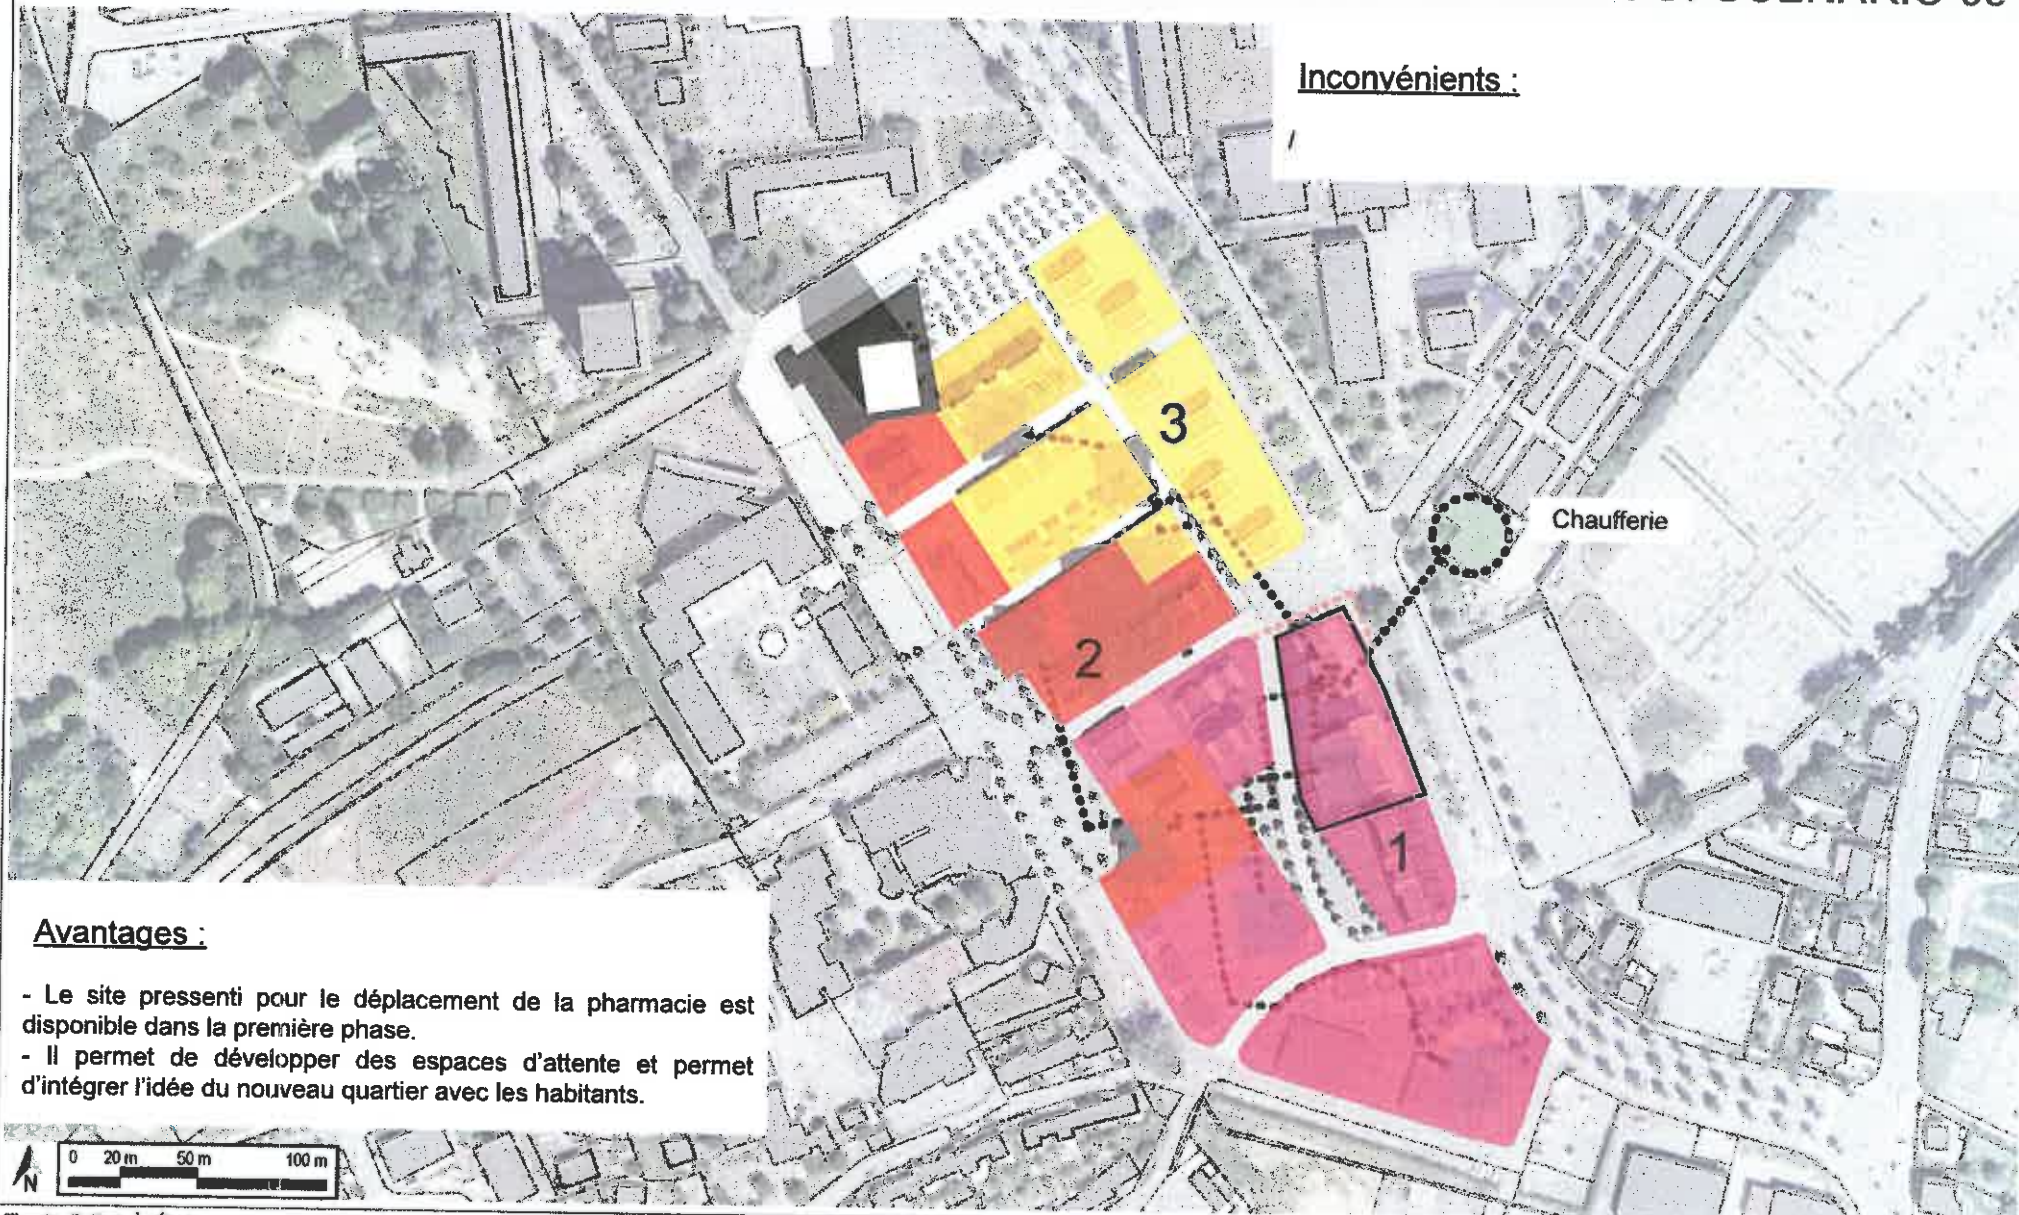 SCENARIO 03
Inconvénients :
/
3
Chaufferie
2
1
Avantages :
- Le site pressenti pour le déplacement de la pharmacie est
disponible dans la première phase.
- Il permet de développer des espaces d'attente et permet
d'intégrer l'idée du nouveau quartier avec les habitants.
0 20 m 50 m 100 m
N